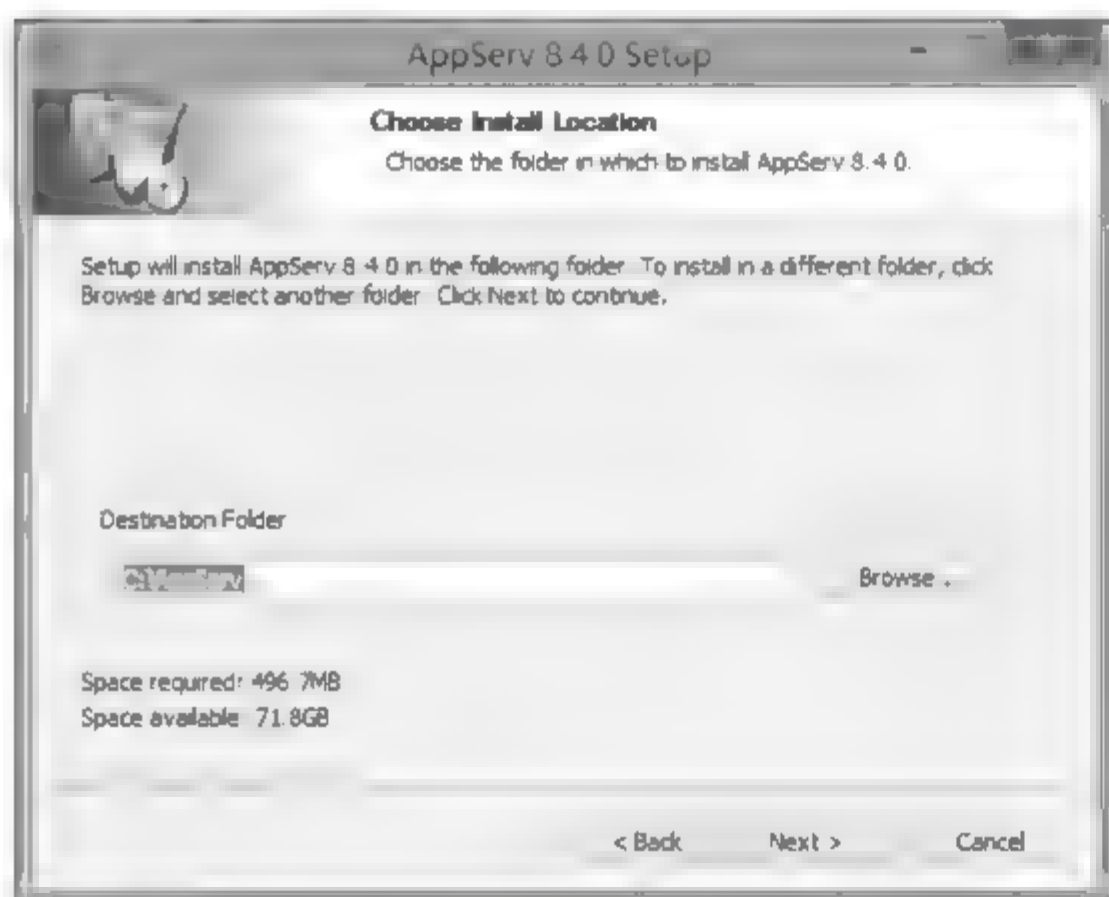 AppServ 8.4.0 Setup
Choose Install Location
Choose the folder in which to install AppServ 8.4.0.
Setup will install AppServ 8.4.0 in the following folder. To install in a different folder, click
Browse and select another folder. Click Next to continue.
Destination Folder
C:\AppServ
Browse...
Space required: 496.7MB
Space available: 71.8GB
< Back Next > Cancel